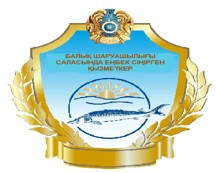 БАЛЫҚ ШАРУАШЫЛЫҒЫ
САЛАСЫНДА ЕҢБЕК СІҢІРГЕН
ҚЫЗМЕТКЕР